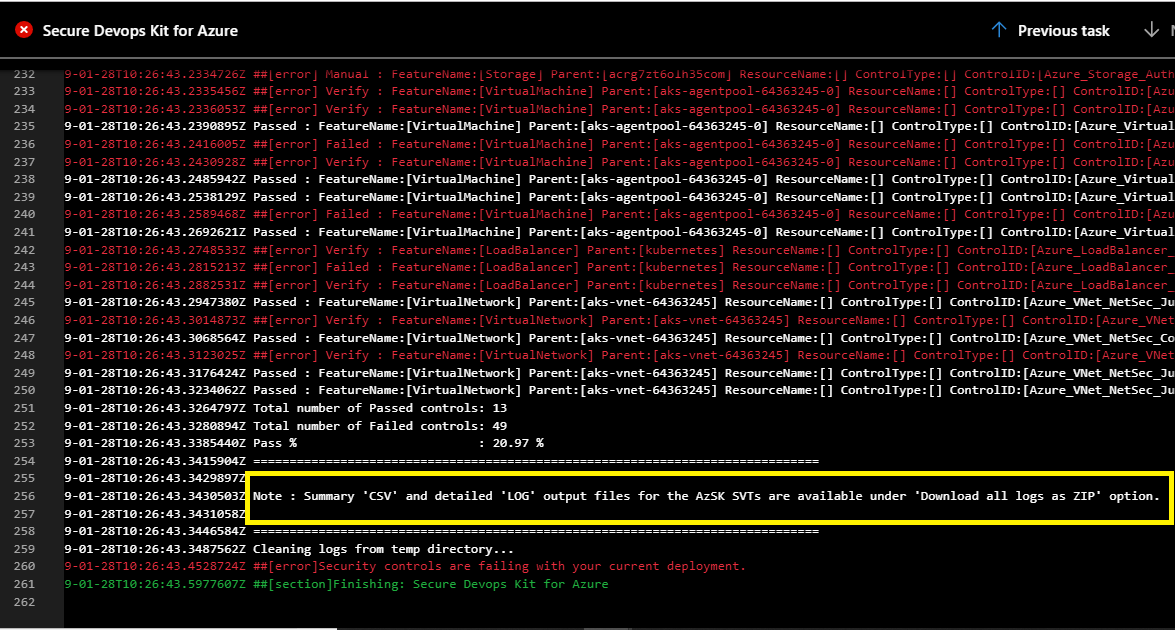 Secure Devops Kit for Azure
Previous task
232 9-01-28T10:26:43.2334726Z ##[error] Manual : FeatureName:[Storage] Parent:[acrg7zt6olh35com] ResourceName:[] ControlType:[] ControlID:[Azure_Storage_Auth
233 9-01-28T10:26:43.2335456Z ##[error] Verify : FeatureName:[VirtualMachine] Parent:[aks-agentpool-64363245-0] ResourceName:[] ControlType:[] ControlID:[Azu
234 9-01-28T10:26:43.2336053Z ##[error] Verify : FeatureName:[VirtualMachine] Parent:[aks-agentpool-64363245-0] ResourceName:[] ControlType:[] ControlID:[Azu
235 9-01-28T10:26:43.2390895Z Passed : FeatureName:[VirtualMachine] Parent:[aks-agentpool-64363245-0] ResourceName:[] ControlType:[] ControlID:[Azure_Virtual
236 9-01-28T10:26:43.2416005Z ##[error] Failed : FeatureName:[VirtualMachine] Parent:[aks-agentpool-64363245-0] ResourceName:[] ControlType:[] ControlID:[Azu
237 9-01-28T10:26:43.2430928Z ##[error] Verify : FeatureName:[VirtualMachine] Parent:[aks-agentpool-64363245-0] ResourceName:[] ControlType:[] ControlID:[Azu
238 9-01-28T10:26:43.2485942Z Passed : FeatureName:[VirtualMachine] Parent:[aks-agentpool-64363245-0] ResourceName:[] ControlType:[] ControlID:[Azure_Virtual
239 9-01-28T10:26:43.2538129Z Passed : FeatureName:[VirtualMachine] Parent:[aks-agentpool-64363245-0] ResourceName:[] ControlType:[] ControlID:[Azure_Virtual
240 9-01-28T10:26:43.2589468Z ##[error] Failed : FeatureName:[VirtualMachine] Parent:[aks-agentpool-64363245-0] ResourceName:[] ControlType:[] ControlID:[Azu
241 9-01-28T10:26:43.2692621Z Passed : FeatureName:[VirtualMachine] Parent:[aks-agentpool-64363245-0] ResourceName:[] ControlType:[] ControlID:[Azure_Virtual
242 9-01-28T10:26:43.2748533Z ##[error] Verify : FeatureName:[LoadBalancer] Parent:[kubernetes] ResourceName:[] ControlType:[] ControlID:[Azure_LoadBalancer_
243 9-01-28T10:26:43.2815213Z ##[error] Failed : FeatureName:[LoadBalancer] Parent:[kubernetes] ResourceName:[] ControlType:[] ControlID:[Azure_LoadBalancer_
244 9-01-28T10:26:43.2882531Z ##[error] Verify : FeatureName:[LoadBalancer] Parent:[kubernetes] ResourceName:[] ControlType:[] ControlID:[Azure_LoadBalancer_
245 9-01-28T10:26:43.2947380Z Passed : FeatureName:[VirtualNetwork] Parent:[aks-vnet-64363245] ResourceName:[] ControlType:[] ControlID:[Azure_VNet_NetSec_Ju
246 9-01-28T10:26:43.3014873Z ##[error] Verify : FeatureName:[VirtualNetwork] Parent:[aks-vnet-64363245] ResourceName:[] ControlType:[] ControlID:[Azure_VNet
247 9-01-28T10:26:43.3068564Z Passed : FeatureName:[VirtualNetwork] Parent:[aks-vnet-64363245] ResourceName:[] ControlType:[] ControlID:[Azure_VNet_NetSec_Co
248 9-01-28T10:26:43.3123025Z ##[error] Verify : FeatureName:[VirtualNetwork] Parent:[aks-vnet-64363245] ResourceName:[] ControlType:[] ControlID:[Azure_VNet
249 9-01-28T10:26:43.3176424Z Passed : FeatureName:[VirtualNetwork] Parent:[aks-vnet-64363245] ResourceName:[] ControlType:[] ControlID:[Azure_VNet_NetSec_Ju
250 9-01-28T10:26:43.3234062Z Passed : FeatureName:[VirtualNetwork] Parent:[aks-vnet-64363245] ResourceName:[] ControlType:[] ControlID:[Azure_VNet_NetSec_Ju
251 9-01-28T10:26:43.3264797Z Total number of Passed controls: 13
252 9-01-28T10:26:43.3280894Z Total number of Failed controls: 49
253 9-01-28T10:26:43.3385440Z Pass % : 20.97 %
254 9-01-28T10:26:43.3415904Z ==============================================================================
255 9-01-28T10:26:43.3429897Z
256 9-01-28T10:26:43.3430503Z Note : Summary 'CSV' and detailed 'LOG' output files for the AzSK SVTs are available under 'Download all logs as ZIP' option.
257 9-01-28T10:26:43.3431058Z
258 9-01-28T10:26:43.3446584Z ==============================================================================
259 9-01-28T10:26:43.3487562Z Cleaning logs from temp directory...
260 9-01-28T10:26:43.4528724Z ##[error]Security controls are failing with your current deployment.
261 9-01-28T10:26:43.5977607Z ##[section]Finishing: Secure Devops Kit for Azure
262